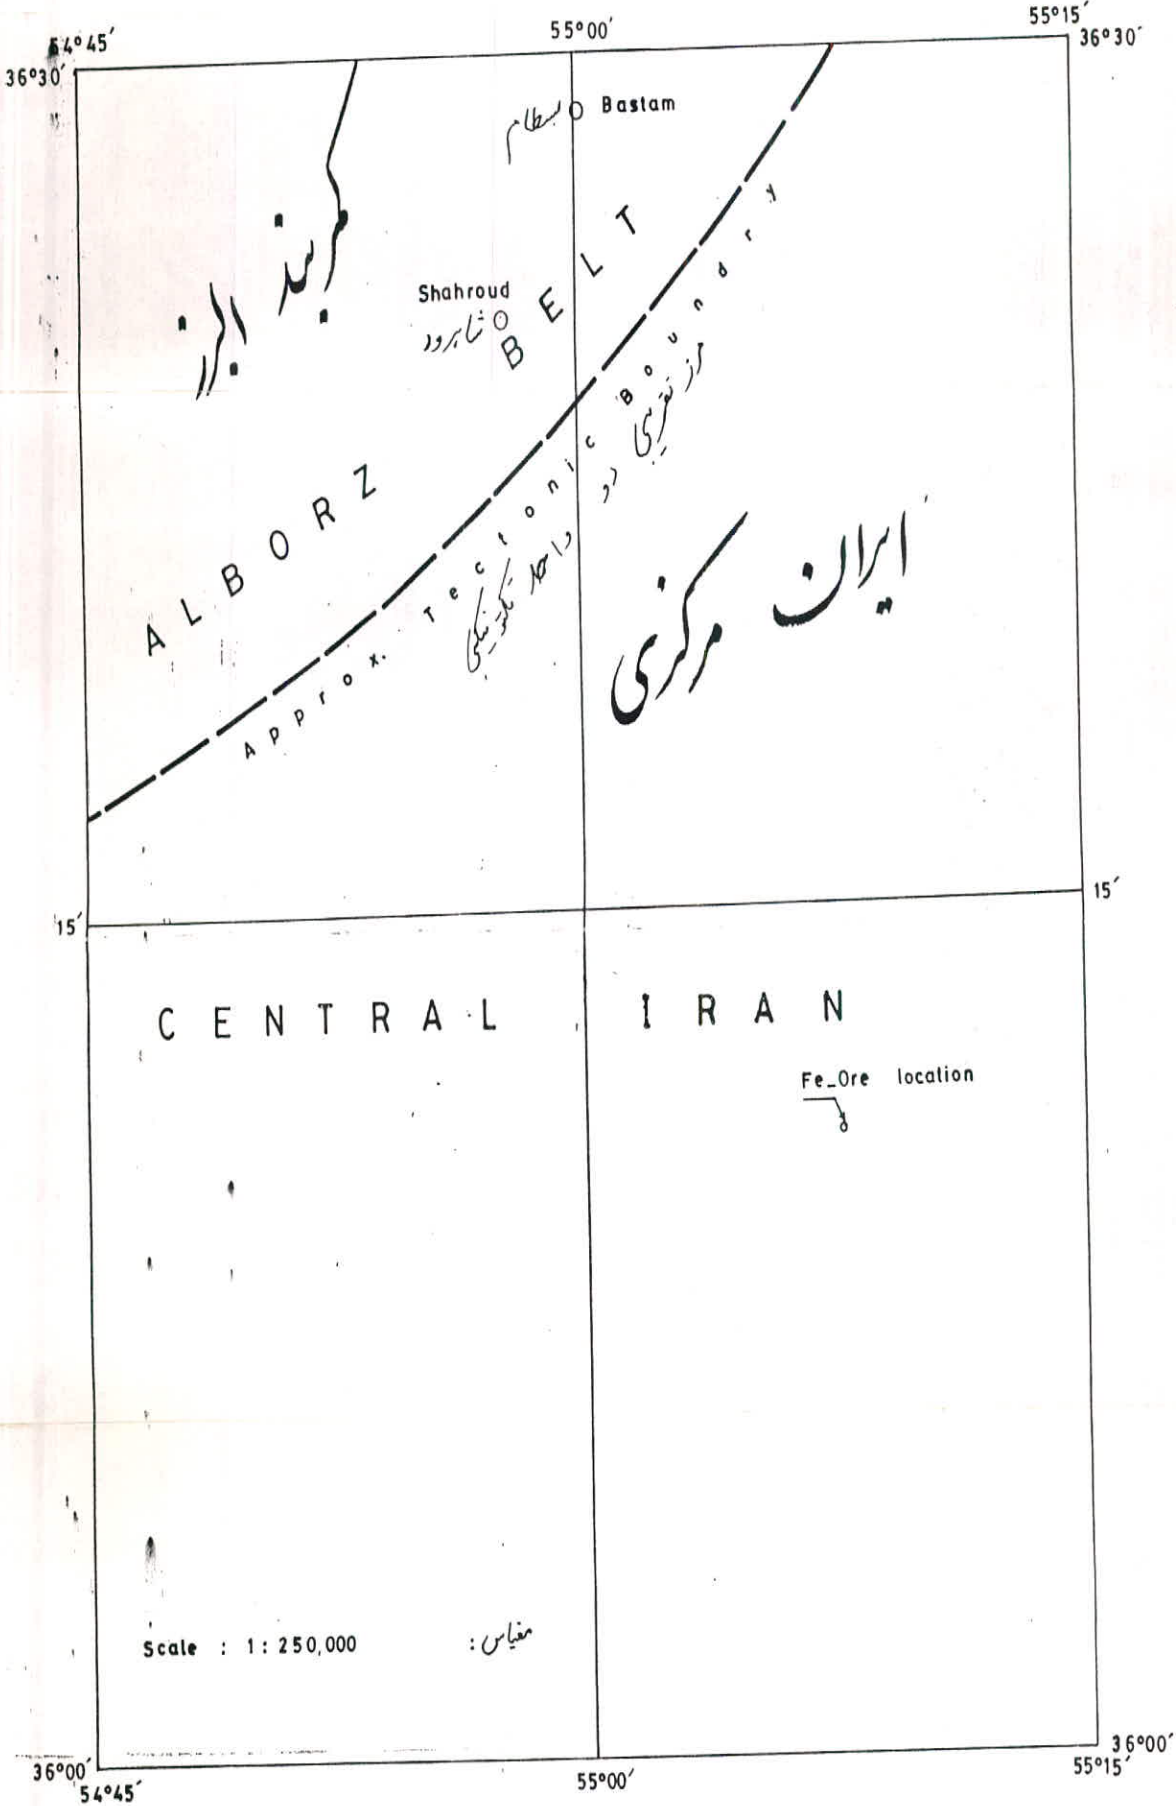 54°45′
55°00′
55°15′
36°30′
36°30′
بسطام
Bastam
کمربند البرز
Shahroud
شاهرود
ALBORZ BELT
Approx. Tectonic Boundry
مرز تقریبی دو واحد تکتونیکی
ایران مرکزی
15′
15′
CENTRAL IRAN
Fe_Ore location
Scale : 1:250,000
مقیاس:
36°00′
36°00′
54°45′
55°00′
55°15′